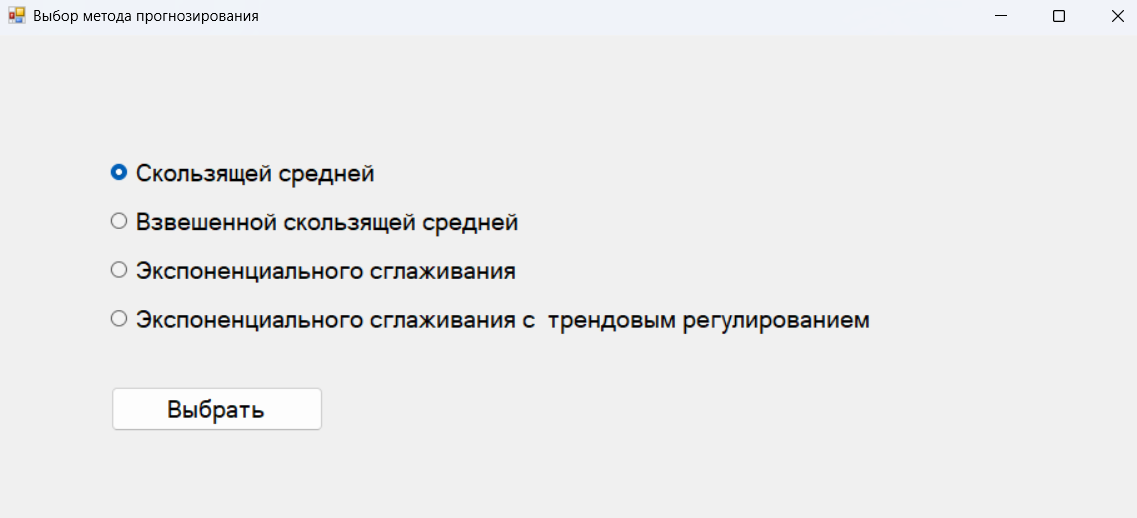 Выбор метода прогнозирования
Скользящей средней
Взвешенной скользящей средней
Экспоненциального сглаживания
Экспоненциального сглаживания с  трендовым регулированием
Выбрать